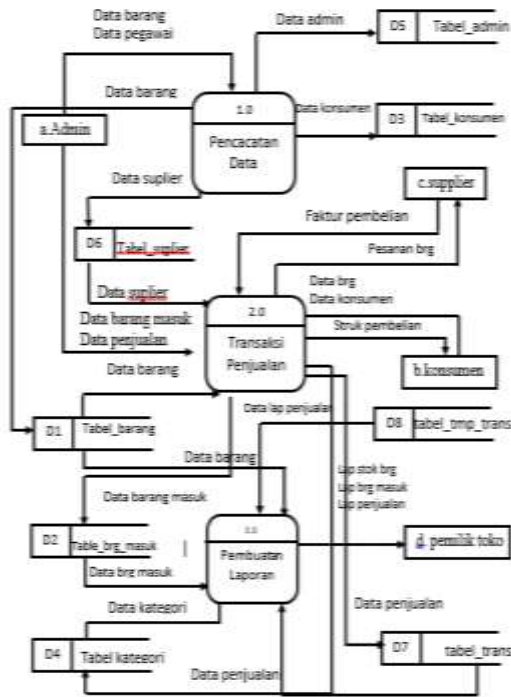 Data barang
Data pegawai
Data admin
D5 Tabel_admin
Data barang
1.0
Pencacatan
Data
Data konsumen
D3 Tabel_konsumen
a.Admin
Data suplier
c.supplier
Faktur pembelian
D6 Tabel_suplier
Pesanan brg
Data suplier
Data brg
Data konsumen
2.0
Transaksi
Penjualan
Data barang masuk
Data penjualan
Struk pembelian
Data barang
b.konsumen
D1 Tabel_barang
Data lap penjualan
D8 tabel_tmp_trans
Data barang
Lap stok brg
Lap brg masuk
Lap penjualan
Data barang masuk
D2 Table_brg_masuk
Pembuatan
Laporan
d. pemilik toko
Data brg masuk
Data kategori
Data penjualan
D4 Tabel kategori
D7 tabel_trans
Data penjualan